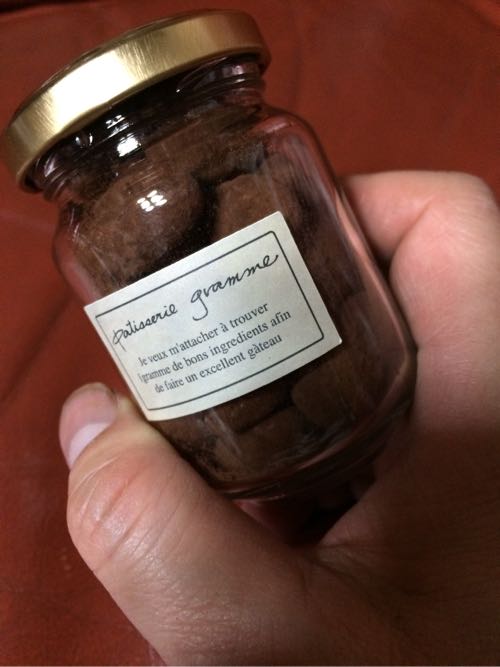 patisserie gramme
Je veux m'attacher à trouver
1gramme de bons ingredients afin
de faire un excellent gâteau